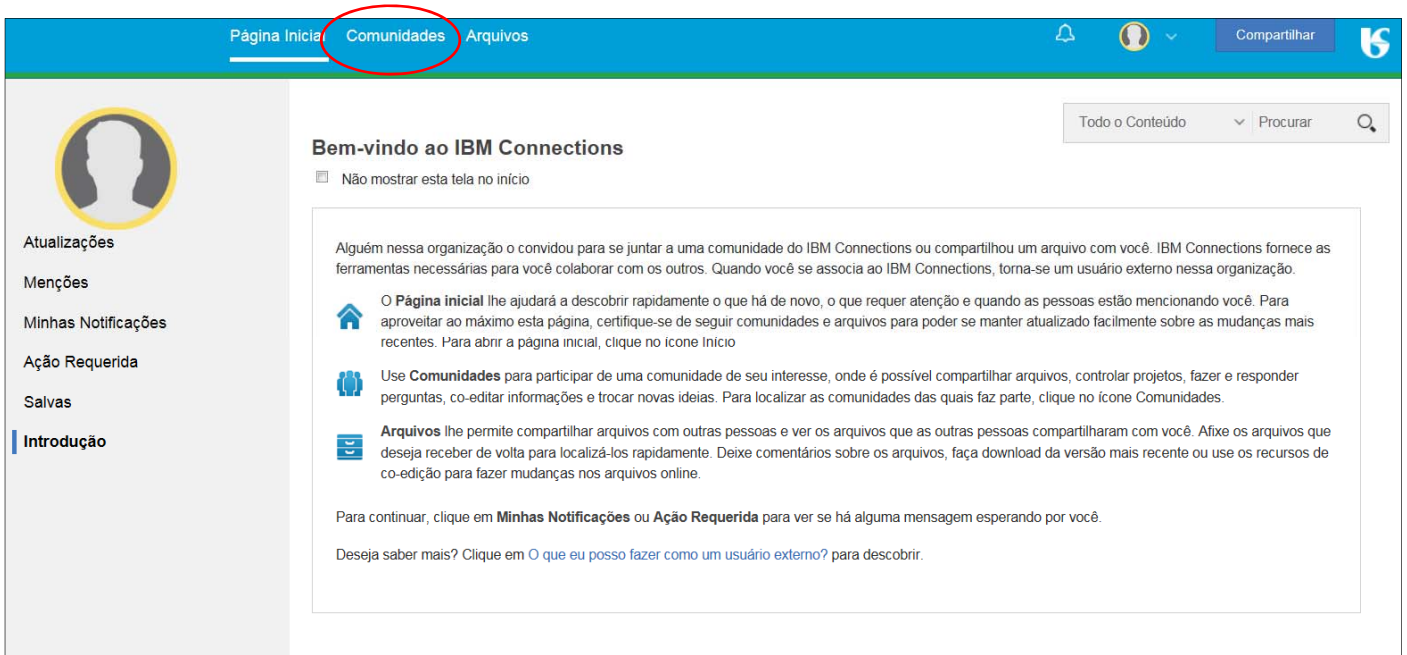 Página Inicial Comunidades Arquivos Compartilhar
Todo o Conteúdo Procurar
Bem-vindo ao IBM Connections
Não mostrar esta tela no início
Atualizações
Menções
Minhas Notificações
Ação Requerida
Salvas
Introdução
Alguém nessa organização o convidou para se juntar a uma comunidade do IBM Connections ou compartilhou um arquivo com você. IBM Connections fornece as
ferramentas necessárias para você colaborar com os outros. Quando você se associa ao IBM Connections, torna-se um usuário externo nessa organização.
O Página inicial lhe ajudará a descobrir rapidamente o que há de novo, o que requer atenção e quando as pessoas estão mencionando você. Para
aproveitar ao máximo esta página, certifique-se de seguir comunidades e arquivos para poder se manter atualizado facilmente sobre as mudanças mais
recentes. Para abrir a página inicial, clique no ícone Início
Use Comunidades para participar de uma comunidade de seu interesse, onde é possível compartilhar arquivos, controlar projetos, fazer e responder
perguntas, co-editar informações e trocar novas ideias. Para localizar as comunidades das quais faz parte, clique no ícone Comunidades.
Arquivos lhe permite compartilhar arquivos com outras pessoas e ver os arquivos que as outras pessoas compartilharam com você. Afixe os arquivos que
deseja receber de volta para localizá-los rapidamente. Deixe comentários sobre os arquivos, faça download da versão mais recente ou use os recursos de
co-edição para fazer mudanças nos arquivos online.
Para continuar, clique em Minhas Notificações ou Ação Requerida para ver se há alguma mensagem esperando por você.
Deseja saber mais? Clique em O que eu posso fazer como um usuário externo? para descobrir.